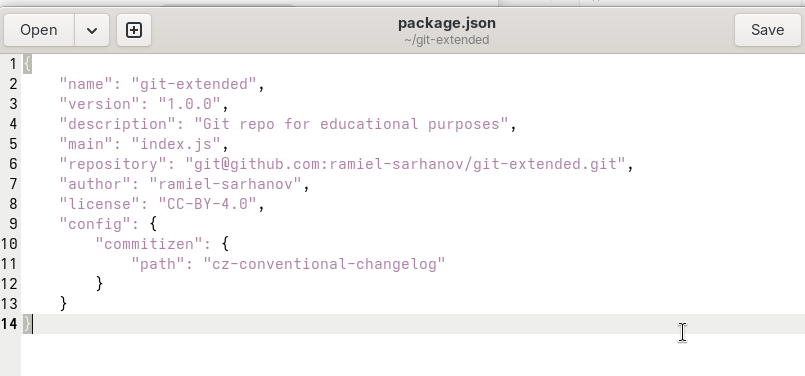 Open
package.json
~/git-extended
Save
1 {
2     "name": "git-extended",
3     "version": "1.0.0",
4     "description": "Git repo for educational purposes",
5     "main": "index.js",
6     "repository": "git@github.com:ramiel-sarhanov/git-extended.git",
7     "author": "ramiel-sarhanov",
8     "license": "CC-BY-4.0",
9     "config": {
10         "commitizen": {
11             "path": "cz-conventional-changelog"
12         }
13     }
14 }